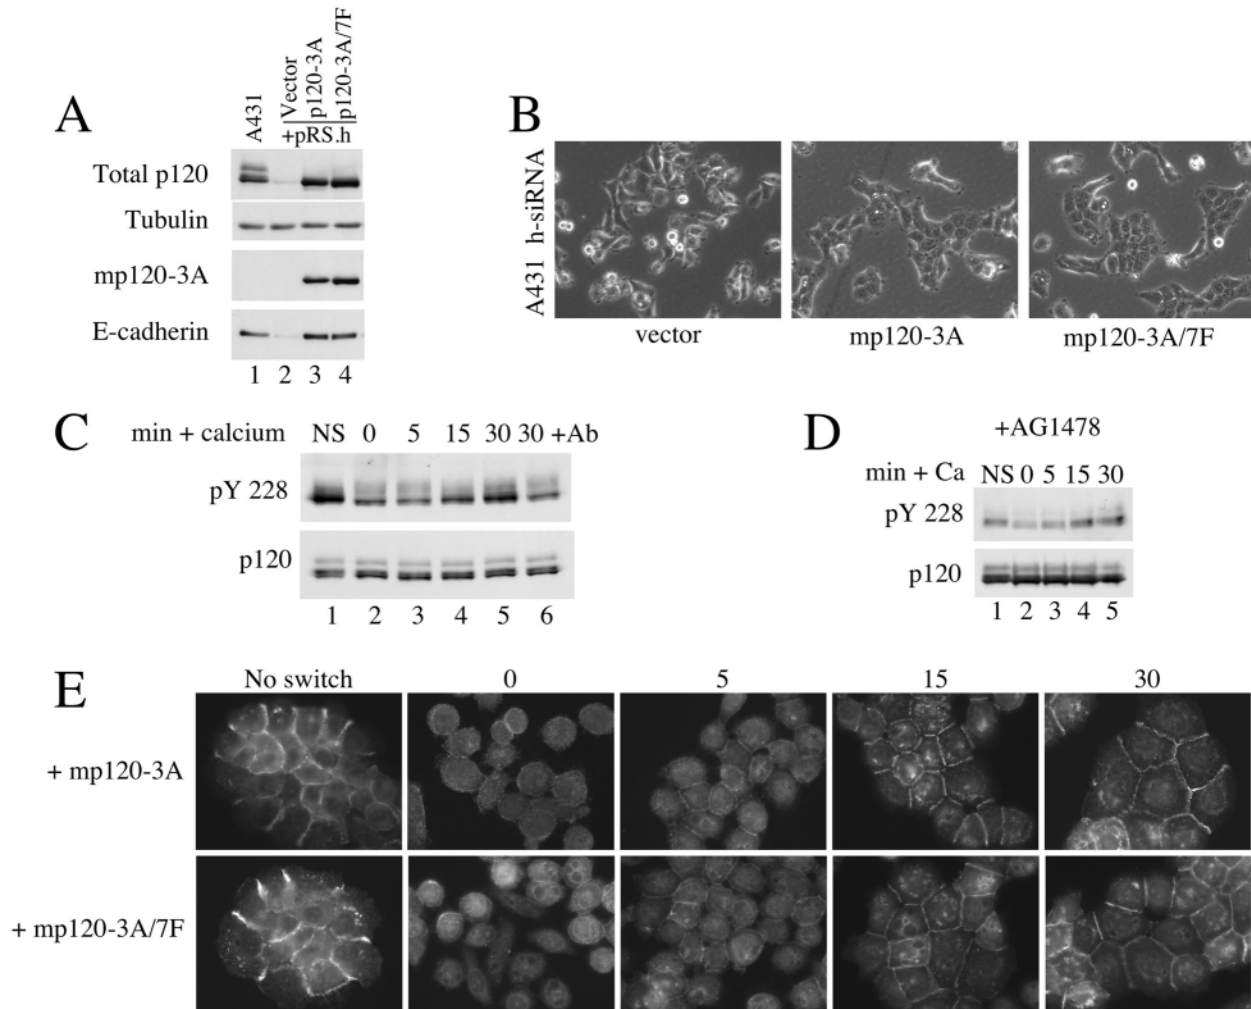 A
A431
Vector
p120-3A
p120-3A/7F
+pRS.h
Total p120
Tubulin
mp120-3A
E-cadherin
1 2 3 4
B
A431 h-siRNA
vector
mp120-3A
mp120-3A/7F
C
min + calcium NS 0 5 15 30 30 +Ab
pY 228
p120
1 2 3 4 5 6
D
+AG1478
min + Ca NS 0 5 15 30
pY 228
p120
1 2 3 4 5
E
No switch 0 5 15 30
+ mp120-3A
+ mp120-3A/7F